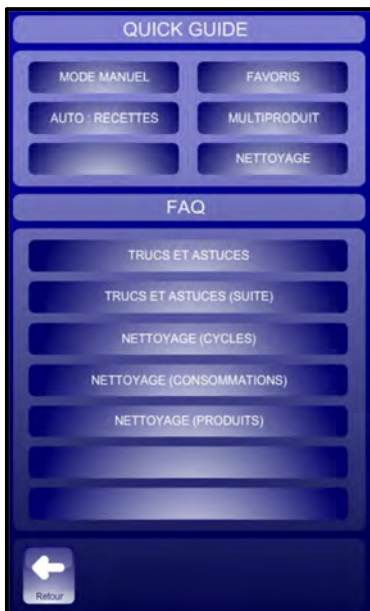 QUICK GUIDE
MODE MANUEL
FAVORIS
AUTO : RECETTES
MULTIPRODUIT
NETTOYAGE
FAQ
TRUCS ET ASTUCES
TRUCS ET ASTUCES (SUITE)
NETTOYAGE (CYCLES)
NETTOYAGE (CONSOMMATIONS)
NETTOYAGE (PRODUITS)
Retour